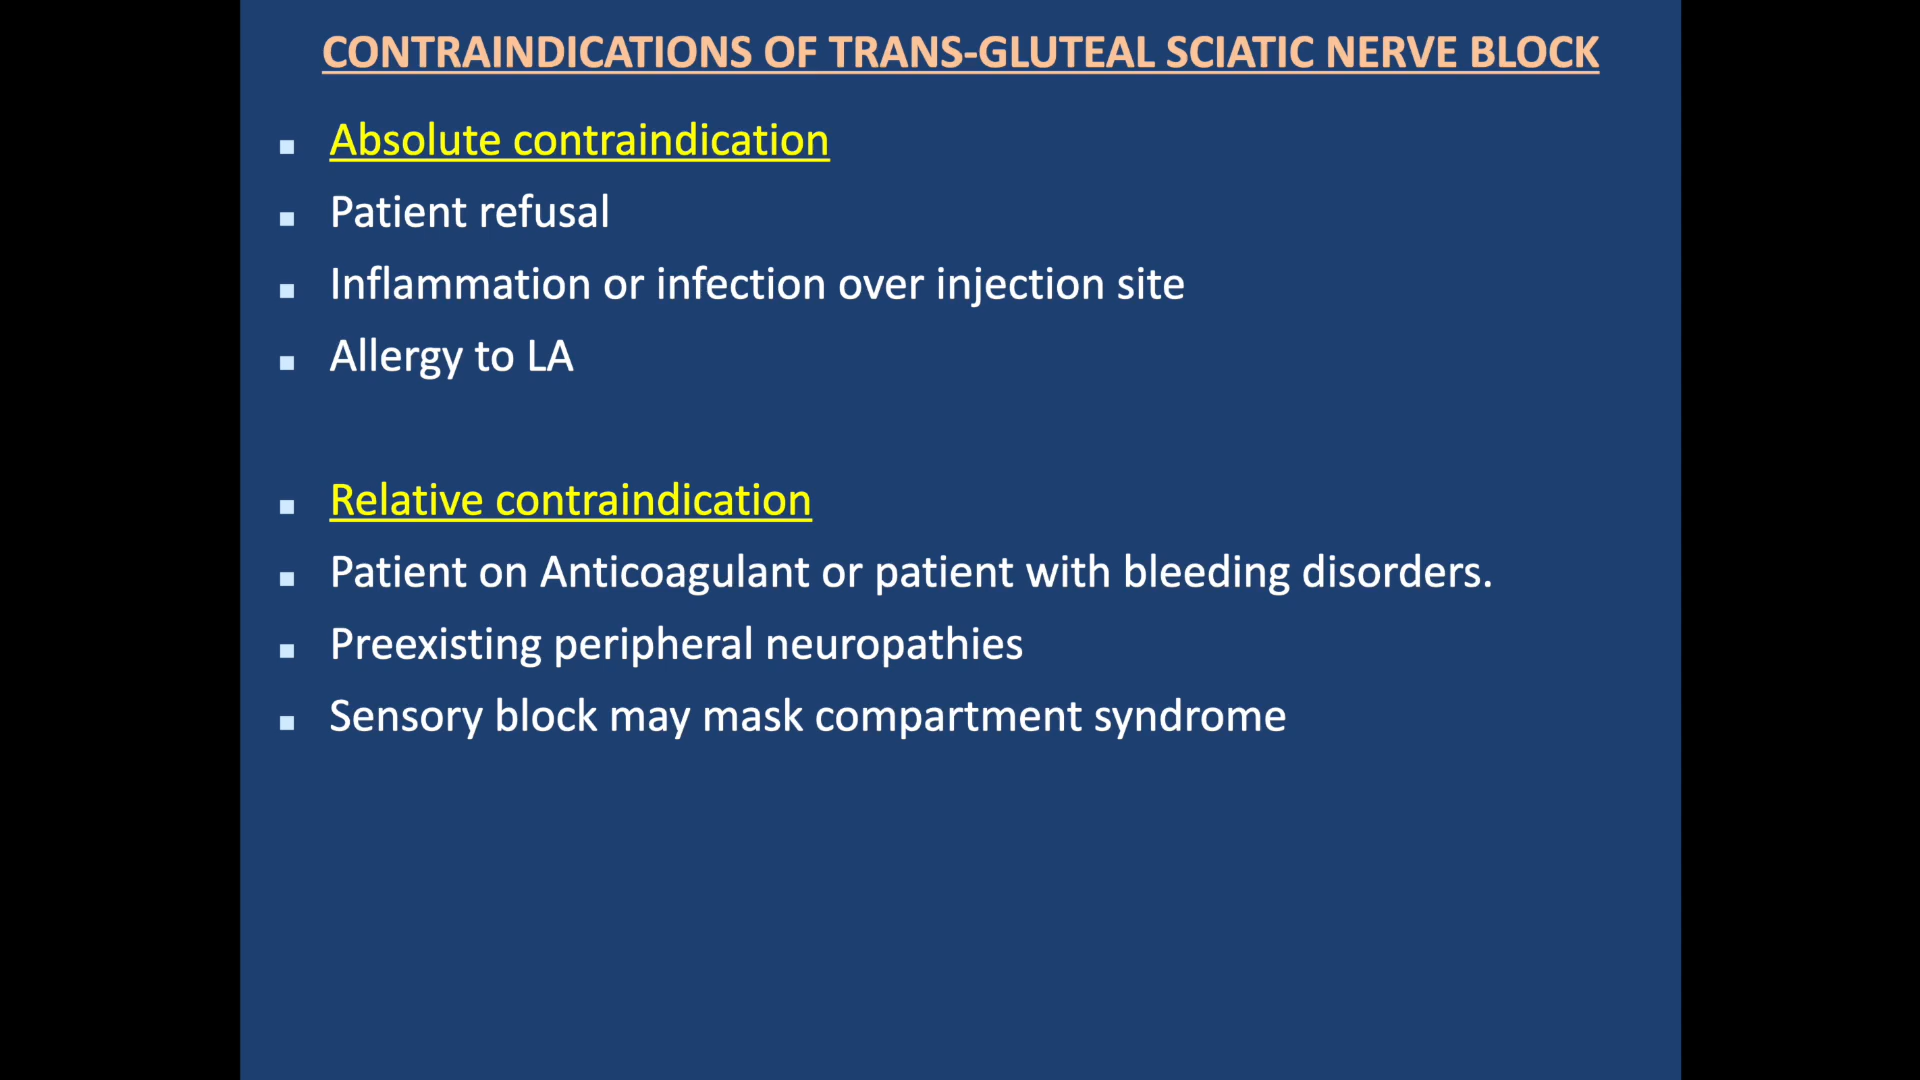 CONTRAINDICATIONS OF TRANS-GLUTEAL SCIATIC NERVE BLOCK
Absolute contraindication
Patient refusal
Inflammation or infection over injection site
Allergy to LA
Relative contraindication
Patient on Anticoagulant or patient with bleeding disorders.
Preexisting peripheral neuropathies
Sensory block may mask compartment syndrome